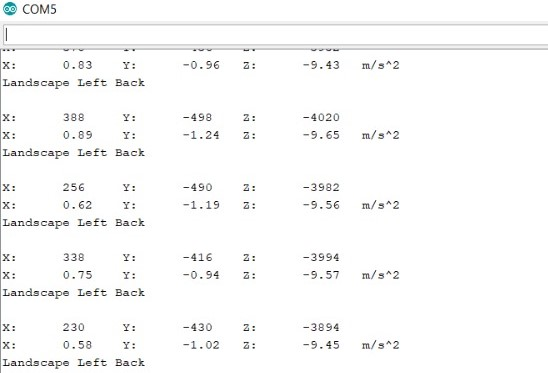 COM5
X: 0.83 Y: -0.96 Z: -9.43 m/s^2
Landscape Left Back
X: 388 Y: -498 Z: -4020
X: 0.89 Y: -1.24 Z: -9.65 m/s^2
Landscape Left Back
X: 256 Y: -490 Z: -3982
X: 0.62 Y: -1.19 Z: -9.56 m/s^2
Landscape Left Back
X: 338 Y: -416 Z: -3994
X: 0.75 Y: -0.94 Z: -9.57 m/s^2
Landscape Left Back
X: 230 Y: -430 Z: -3894
X: 0.58 Y: -1.02 Z: -9.45 m/s^2
Landscape Left Back